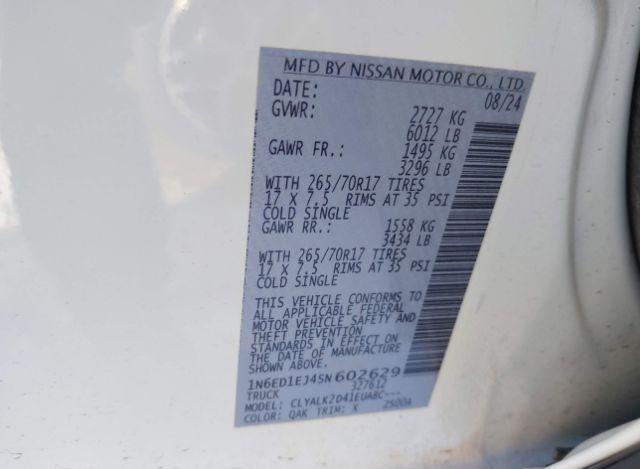 MFD BY NISSAN MOTOR CO., LTD.
DATE: 08/24
GVWR: 2727 KG
6012 LB
GAWR FR.: 1495 KG
3296 LB
WITH 265/70R17 TIRES
17 X 7.5 RIMS AT 35 PSI
COLD SINGLE
GAWR RR.: 1558 KG
3434 LB
WITH 265/70R17 TIRES
17 X 7.5 RIMS AT 35 PSI
COLD SINGLE
THIS VEHICLE CONFORMS TO
ALL APPLICABLE FEDERAL
MOTOR VEHICLE SAFETY AND
THEFT PREVENTION
STANDARDS IN EFFECT ON
THE DATE OF MANUFACTURE
SHOWN ABOVE.
1N6ED1EJ4SN602629
TRUCK 327612
MODEL: CLYALK2D41EUABC---
COLOR: QAK TRIM: X 2500A